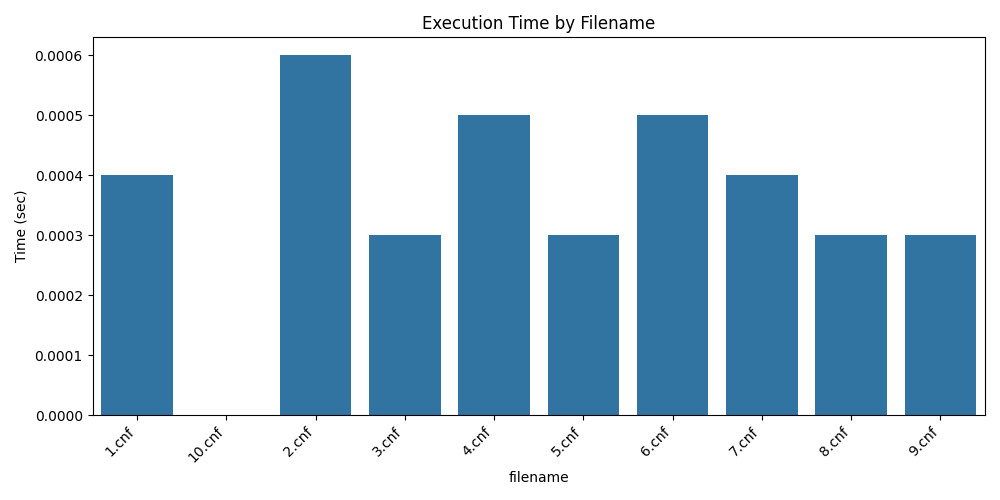 Execution Time by Filename
Time (sec)
0.0006
0.0005
0.0004
0.0003
0.0002
0.0001
0.0000
1.cnf
10.cnf
2.cnf
3.cnf
4.cnf
5.cnf
6.cnf
7.cnf
8.cnf
9.cnf
filename